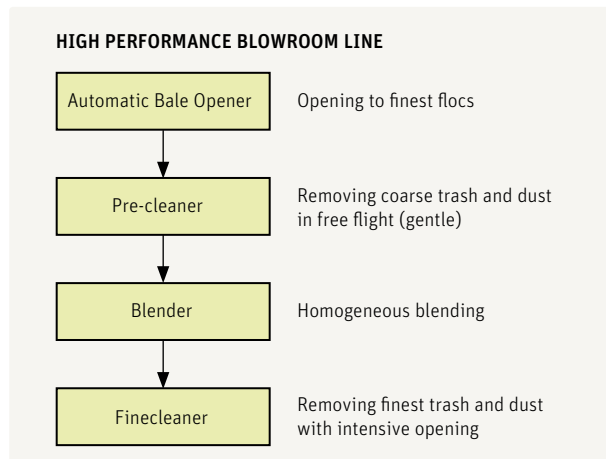 HIGH PERFORMANCE BLOWROOM LINE
Automatic Bale Opener
Opening to finest flocs
Pre-cleaner
Removing coarse trash and dust
in free flight (gentle)
Blender
Homogeneous blending
Finecleaner
Removing finest trash and dust
with intensive opening